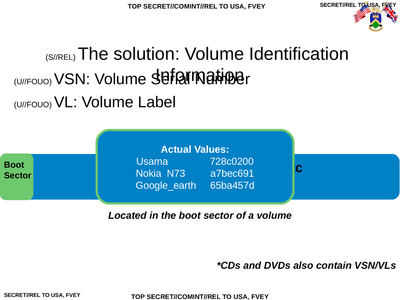 TOP SECRET//COMINT//REL TO USA, FVEY
SECRET//REL TO USA, FVEY
(S//REL) The solution: Volume Identification
Information
(U//FOUO) VSN: Volume Serial Number
(U//FOUO) VL: Volume Label
Boot
Sector
Actual Values:
Usama 728c0200
Nokia N73 a7bec691
Google_earth 65ba457d
c
Located in the boot sector of a volume
*CDs and DVDs also contain VSN/VLs
SECRET//REL TO USA, FVEY
TOP SECRET//COMINT//REL TO USA, FVEY